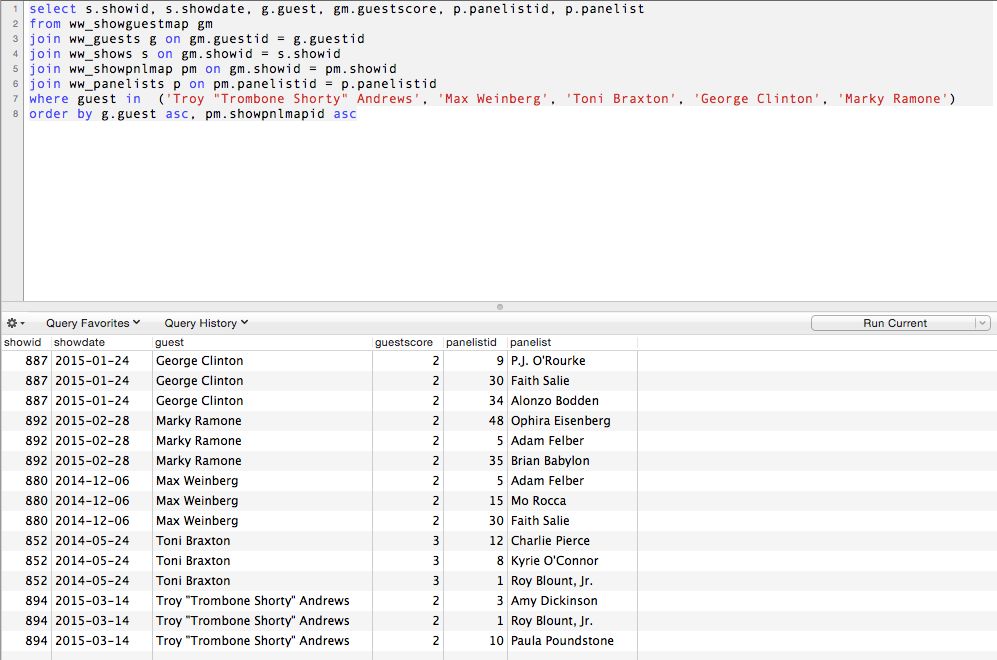 1 select s.showid, s.showdate, g.guest, gm.guestscore, p.panelistid, p.panelist
2 from ww_showguestmap gm
3 join ww_guests g on gm.guestid = g.guestid
4 join ww_shows s on gm.showid = s.showid
5 join ww_showpnlmap pm on gm.showid = pm.showid
6 join ww_panelists p on pm.panelistid = p.panelistid
7 where guest in  ('Troy "Trombone Shorty" Andrews', 'Max Weinberg', 'Toni Braxton', 'George Clinton', 'Marky Ramone')
8 order by g.guest asc, pm.showpnlmapid asc
Query Favorites Query History Run Current
showid showdate guest guestscore panelistid panelist
887 2015-01-24 George Clinton 2 9 P.J. O'Rourke
887 2015-01-24 George Clinton 2 30 Faith Salie
887 2015-01-24 George Clinton 2 34 Alonzo Bodden
892 2015-02-28 Marky Ramone 2 48 Ophira Eisenberg
892 2015-02-28 Marky Ramone 2 5 Adam Felber
892 2015-02-28 Marky Ramone 2 35 Brian Babylon
880 2014-12-06 Max Weinberg 2 5 Adam Felber
880 2014-12-06 Max Weinberg 2 15 Mo Rocca
880 2014-12-06 Max Weinberg 2 30 Faith Salie
852 2014-05-24 Toni Braxton 3 12 Charlie Pierce
852 2014-05-24 Toni Braxton 3 8 Kyrie O'Connor
852 2014-05-24 Toni Braxton 3 1 Roy Blount, Jr.
894 2015-03-14 Troy "Trombone Shorty" Andrews 2 3 Amy Dickinson
894 2015-03-14 Troy "Trombone Shorty" Andrews 2 1 Roy Blount, Jr.
894 2015-03-14 Troy "Trombone Shorty" Andrews 2 10 Paula Poundstone